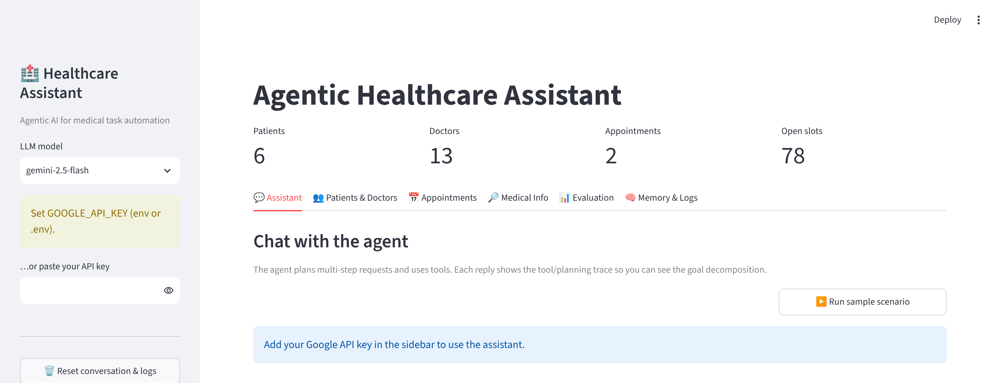 Deploy
🏥 Healthcare
Assistant
Agentic AI for medical task automation
LLM model
gemini-2.5-flash
Set GOOGLE_API_KEY (env or
.env).
…or paste your API key
🗑️ Reset conversation & logs
Agentic Healthcare Assistant
Patients
6
Doctors
13
Appointments
2
Open slots
78
💬 Assistant
👥 Patients & Doctors
📅 Appointments
🔎 Medical Info
📊 Evaluation
🧠 Memory & Logs
Chat with the agent
The agent plans multi-step requests and uses tools. Each reply shows the tool/planning trace so you can see the goal decomposition.
▶️ Run sample scenario
Add your Google API key in the sidebar to use the assistant.